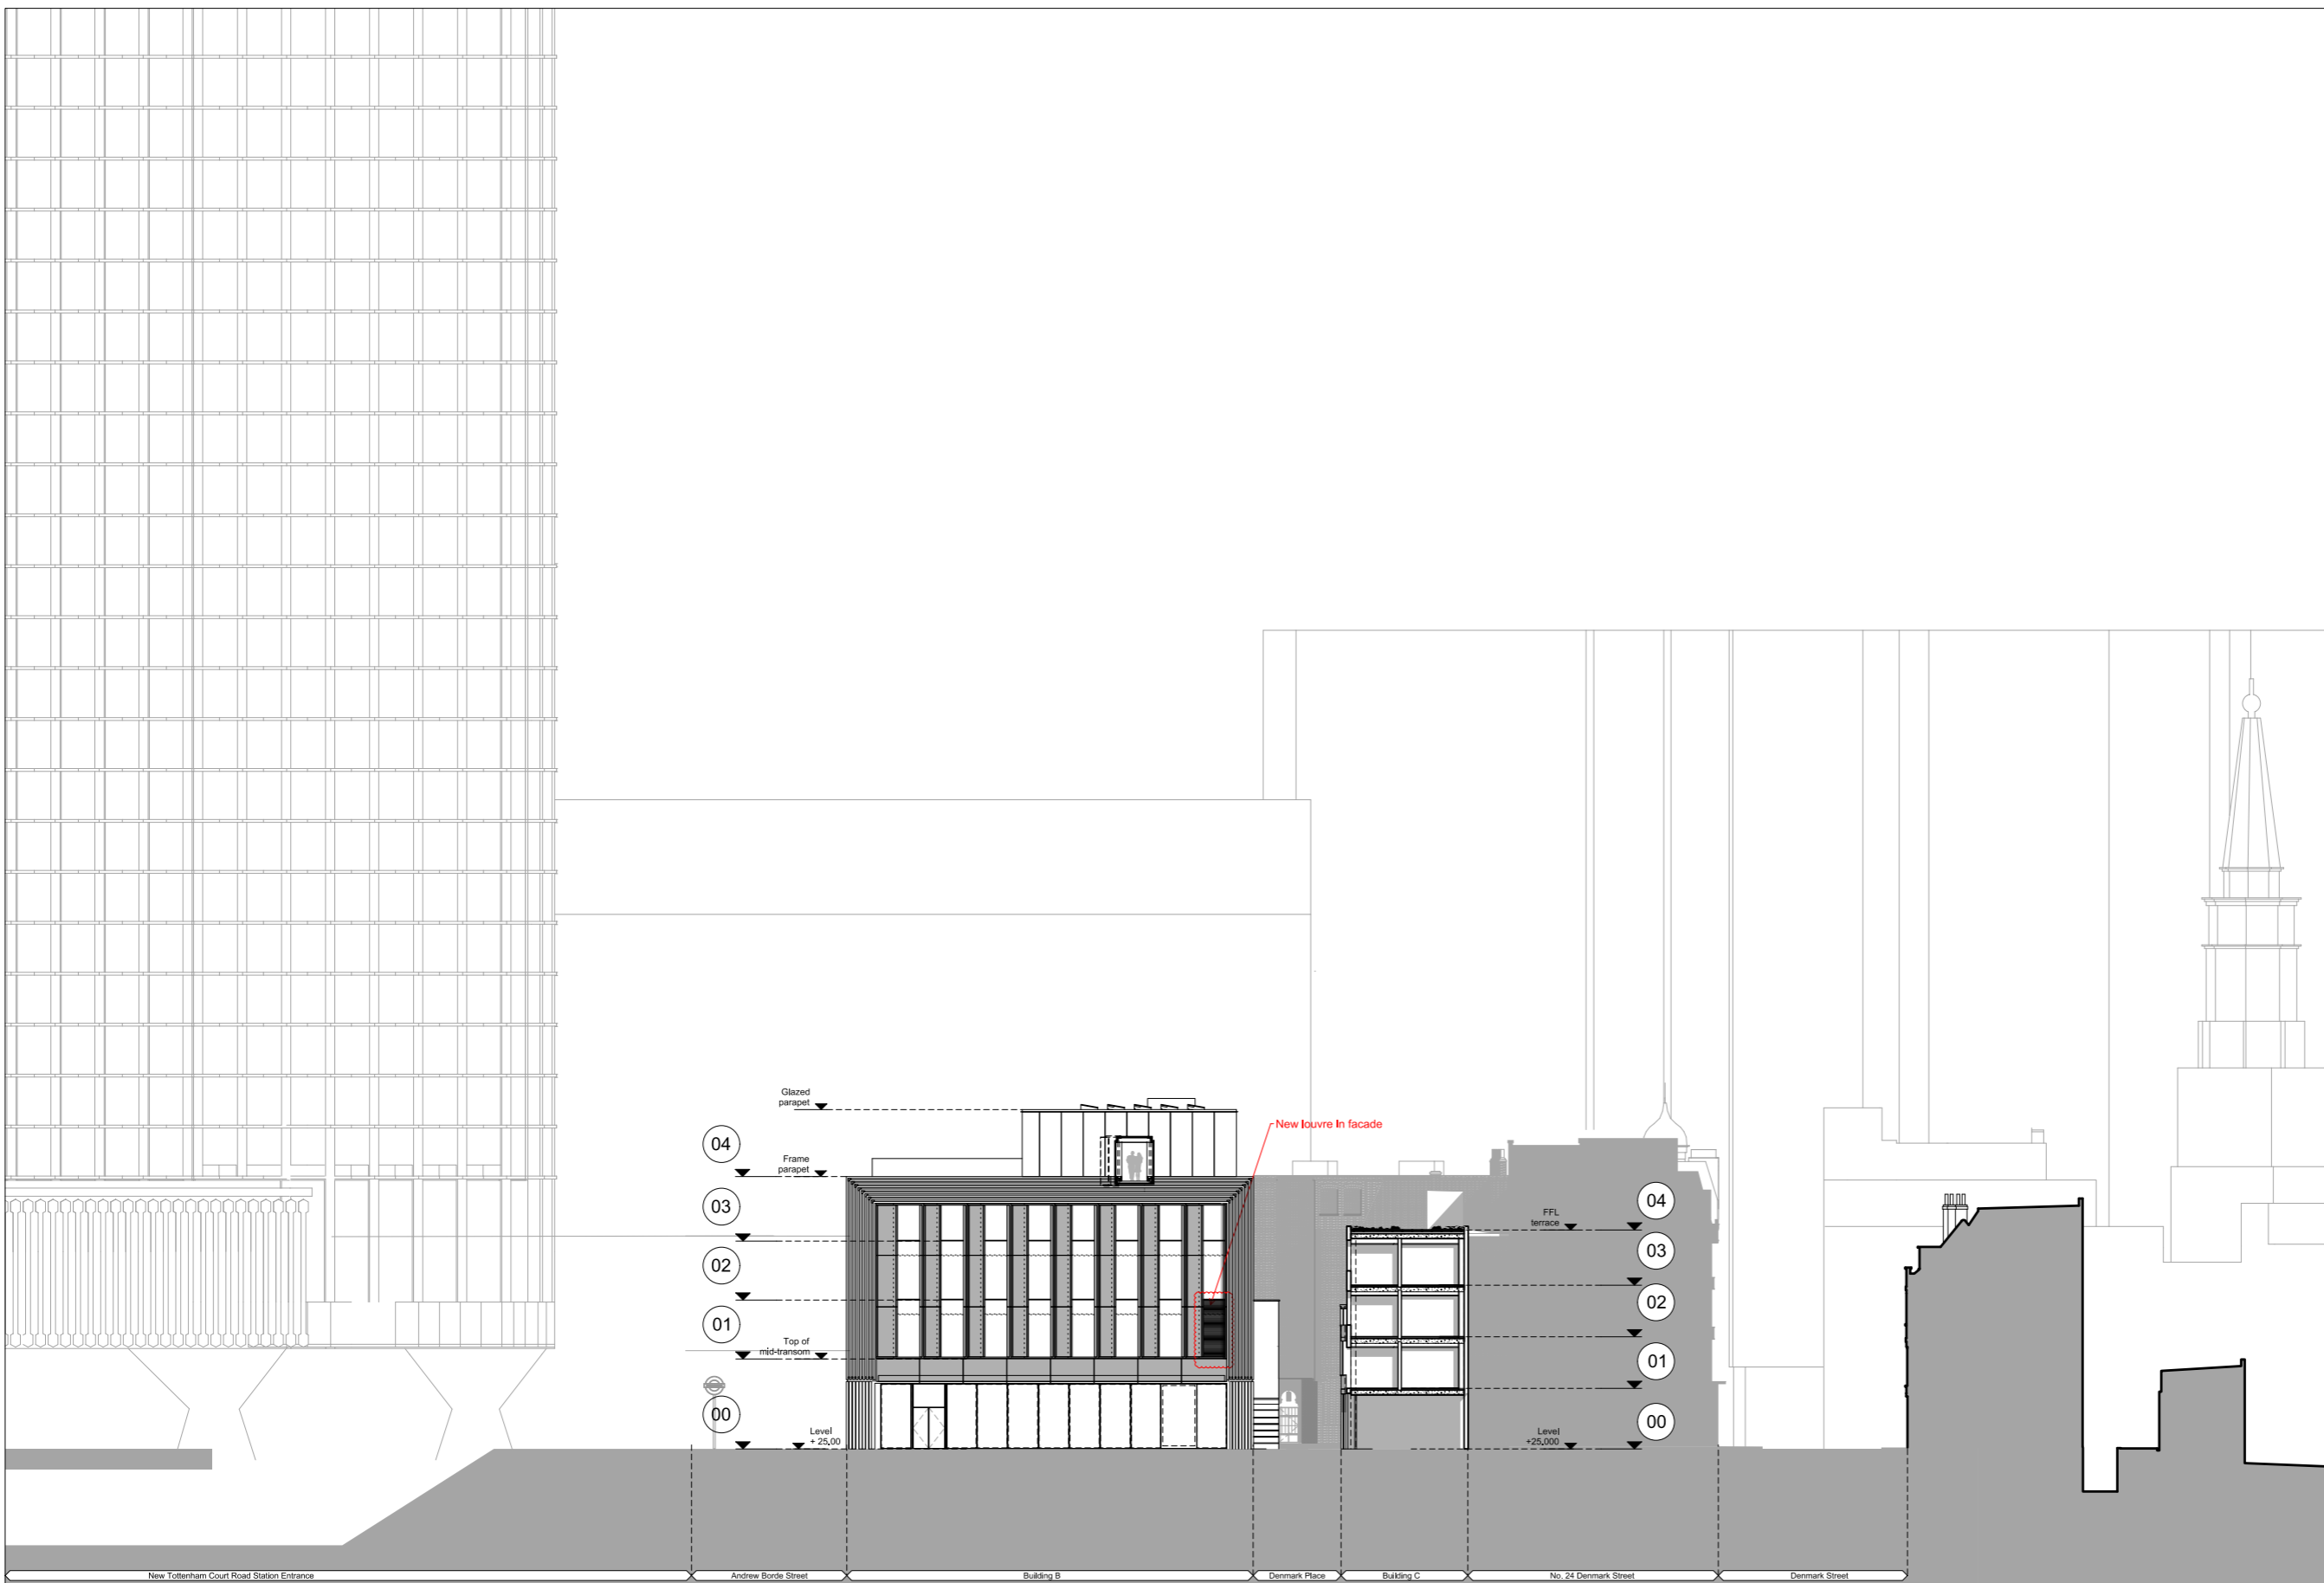 Glazed
parapet
04
Frame
parapet
New louvre in facade
03
02
01
Top of
mid-transom
00
Level
+ 25.00
FFL
terrace
04
03
02
01
00
Level
+25.000
New Tottenham Court Road Station Entrance
Andrew Borde Street
Building B
Denmark Place
Building C
No. 24 Denmark Street
Denmark Street